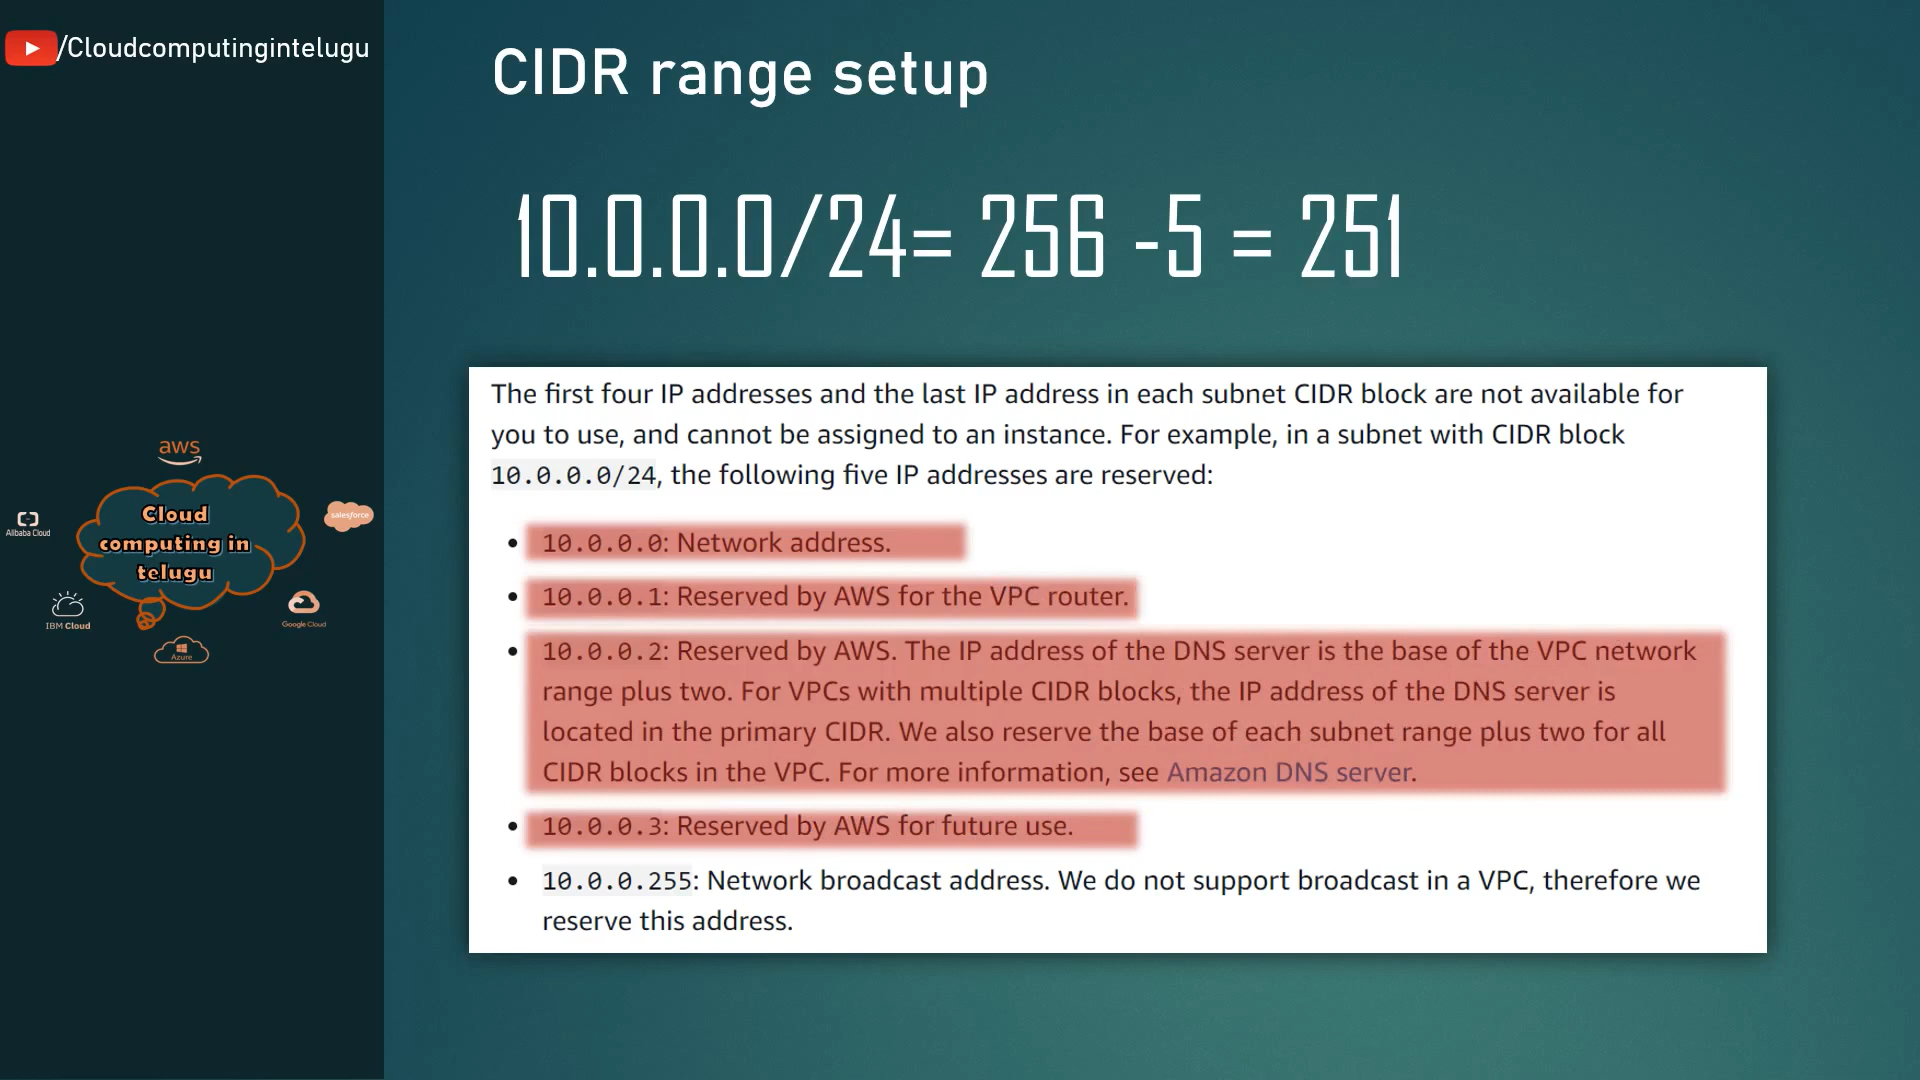 /Cloudcomputingintelugu
CIDR range setup
10.0.0.0/24= 256 -5 = 251
The first four IP addresses and the last IP address in each subnet CIDR block are not available for
you to use, and cannot be assigned to an instance. For example, in a subnet with CIDR block
10.0.0.0/24, the following five IP addresses are reserved:
• 10.0.0.0: Network address.
• 10.0.0.1: Reserved by AWS for the VPC router.
• 10.0.0.2: Reserved by AWS. The IP address of the DNS server is the base of the VPC network
range plus two. For VPCs with multiple CIDR blocks, the IP address of the DNS server is
located in the primary CIDR. We also reserve the base of each subnet range plus two for all
CIDR blocks in the VPC. For more information, see Amazon DNS server.
• 10.0.0.3: Reserved by AWS for future use.
• 10.0.0.255: Network broadcast address. We do not support broadcast in a VPC, therefore we
reserve this address.
aws
Alibaba Cloud
Cloud
computing in
telugu
salesforce
IBM Cloud
Google Cloud
Azure